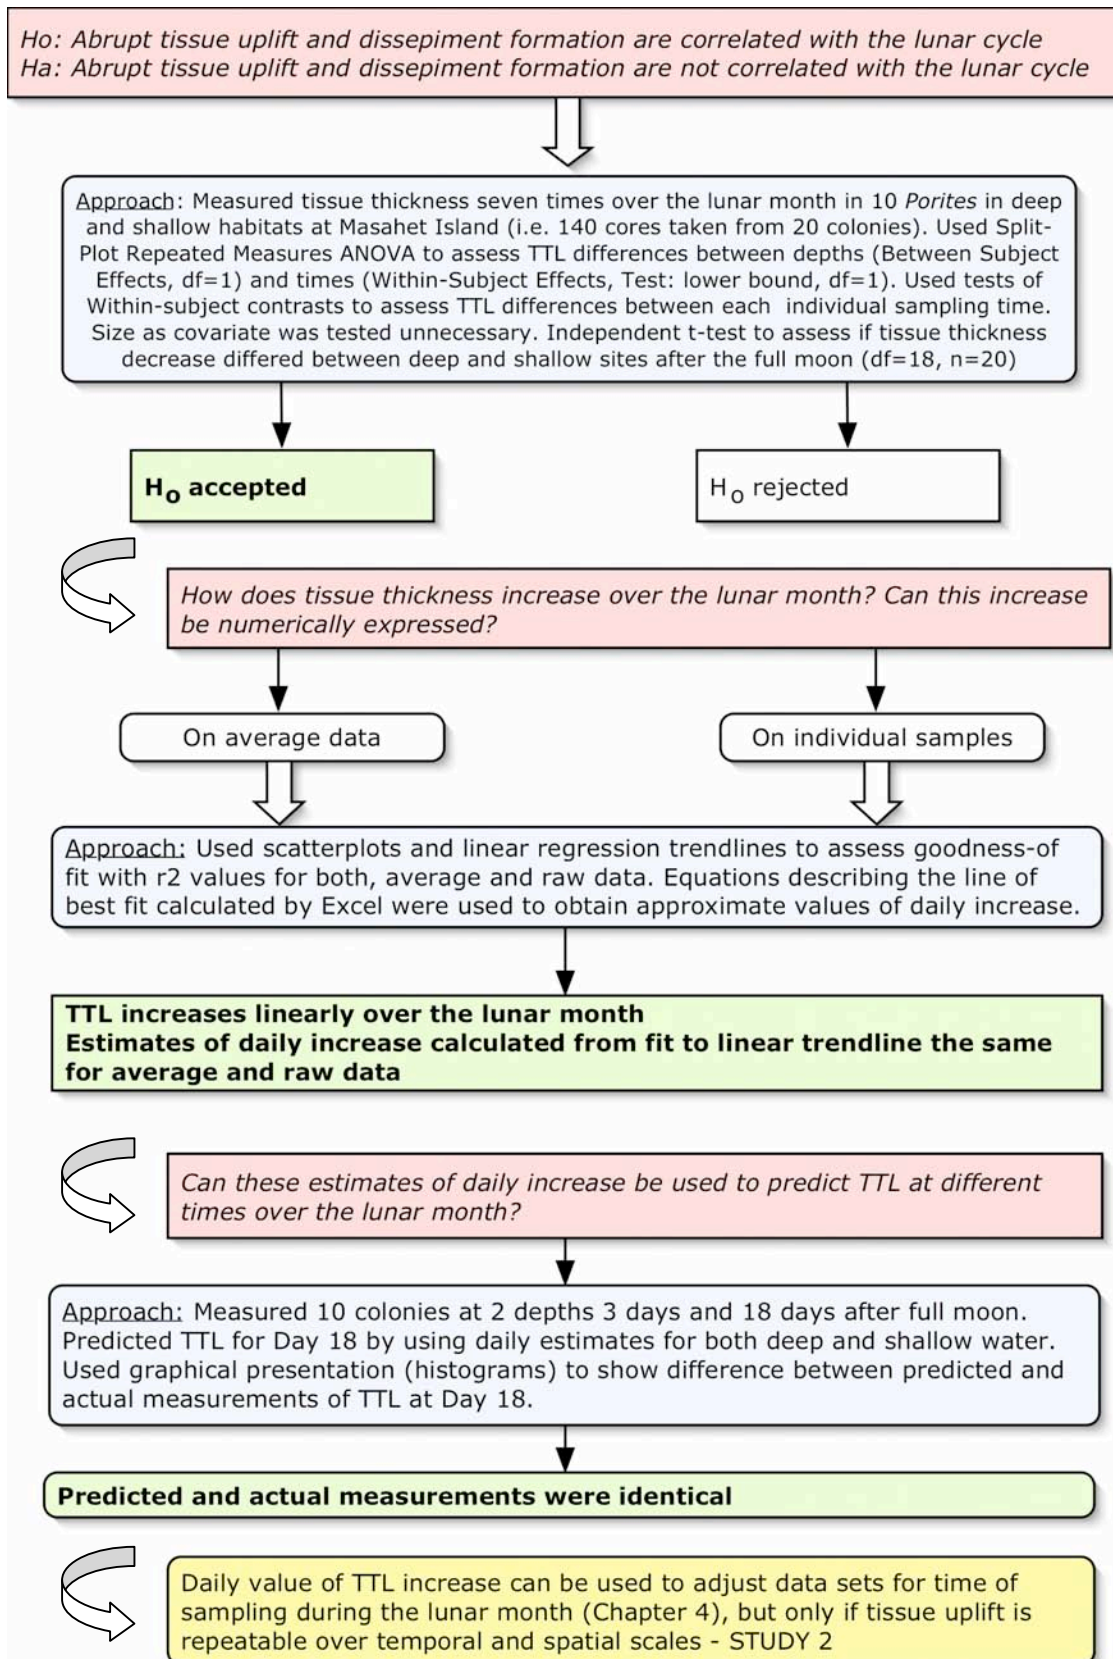 Ho: Abrupt tissue uplift and dissepiment formation are correlated with the lunar cycle
Ha: Abrupt tissue uplift and dissepiment formation are not correlated with the lunar cycle
Approach: Measured tissue thickness seven times over the lunar month in 10 Porites in deep
and shallow habitats at Masahet Island (i.e. 140 cores taken from 20 colonies). Used Split-
Plot Repeated Measures ANOVA to assess TTL differences between depths (Between Subject
Effects, df=1) and times (Within-Subject Effects, Test: lower bound, df=1). Used tests of
Within-subject contrasts to assess TTL differences between each individual sampling time.
Size as covariate was tested unnecessary. Independent t-test to assess if tissue thickness
decrease differed between deep and shallow sites after the full moon (df=18, n=20)
Ho accepted
Ho rejected
How does tissue thickness increase over the lunar month? Can this increase
be numerically expressed?
On average data
On individual samples
Approach: Used scatterplots and linear regression trendlines to assess goodness-of
fit with r2 values for both, average and raw data. Equations describing the line of
best fit calculated by Excel were used to obtain approximate values of daily increase.
TTL increases linearly over the lunar month
Estimates of daily increase calculated from fit to linear trendline the same
for average and raw data
Can these estimates of daily increase be used to predict TTL at different
times over the lunar month?
Approach: Measured 10 colonies at 2 depths 3 days and 18 days after full moon.
Predicted TTL for Day 18 by using daily estimates for both deep and shallow water.
Used graphical presentation (histograms) to show difference between predicted and
actual measurements of TTL at Day 18.
Predicted and actual measurements were identical
Daily value of TTL increase can be used to adjust data sets for time of
sampling during the lunar month (Chapter 4), but only if tissue uplift is
repeatable over temporal and spatial scales - STUDY 2